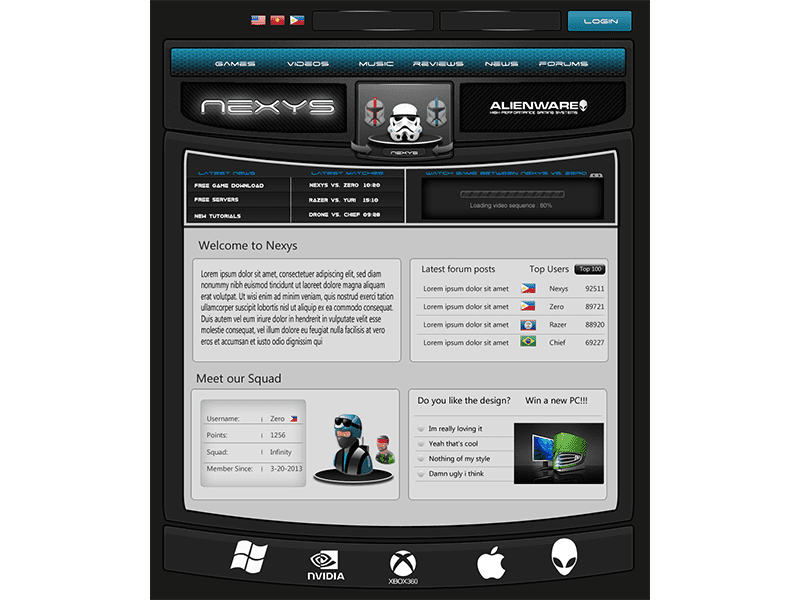 LOGIN
GAMES VIDEOS MUSIC REVIEWS NEWS FORUMS
NEXYS
ALIENWARE
HIGH PERFORMANCE GAMING SYSTEMS
NEXYS
LATEST NEWS
FREE GAME DOWNLOAD
FREE SERVERS
NEW TUTORIALS
LATEST MATCHES
NEXYS VS. ZERO 10:20
RAZER VS. YURI 15:10
DRONE VS. CHIEF 09:28
WATCH GAME BETWEEN NEXYS VS. ZERO
Loading video sequence : 80%
Welcome to Nexys
Lorem ipsum dolor sit amet, consectetuer adipiscing elit, sed diam
nonummy nibh euismod tincidunt ut laoreet dolore magna aliquam
erat volutpat. Ut wisi enim ad minim veniam, quis nostrud exerci tation
ullamcorper suscipit lobortis nisl ut aliquip ex ea commodo consequat.
Duis autem vel eum iriure dolor in hendrerit in vulputate velit esse
molestie consequat, vel illum dolore eu feugiat nulla facilisis at vero
eros et accumsan et iusto odio dignissim qui
Latest forum posts Top Users Top 100
Lorem ipsum dolor sit amet Nexys 92511
Lorem ipsum dolor sit amet Zero 89721
Lorem ipsum dolor sit amet Razer 88920
Lorem ipsum dolor sit amet Chief 69227
Meet our Squad
Username: | Zero
Points: | 1256
Squad: | Infinity
Member Since: | 3-20-2013
Do you like the design?
Im really loving it
Yeah that's cool
Nothing of my style
Damn ugly i think
Win a new PC!!!
NVIDIA
XBOX360